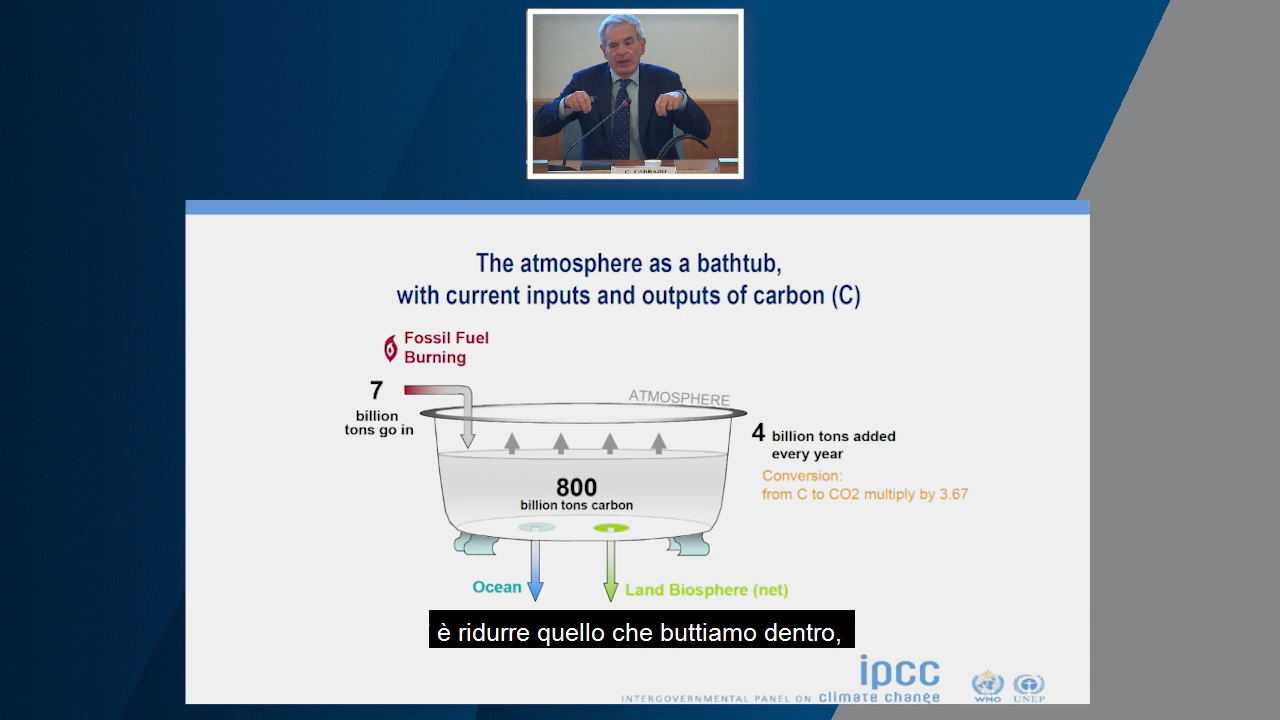 C. CARRARO
The atmosphere as a bathtub,
with current inputs and outputs of carbon (C)
Fossil Fuel
Burning
7
billion
tons go in
ATMOSPHERE
4 billion tons added
every year
Conversion:
from C to CO2 multiply by 3.67
800
billion tons carbon
Ocean
Land Biosphere (net)
è ridurre quello che buttiamo dentro,
ipcc
INTERGOVERNMENTAL PANEL ON climate change
WMO
UNEP